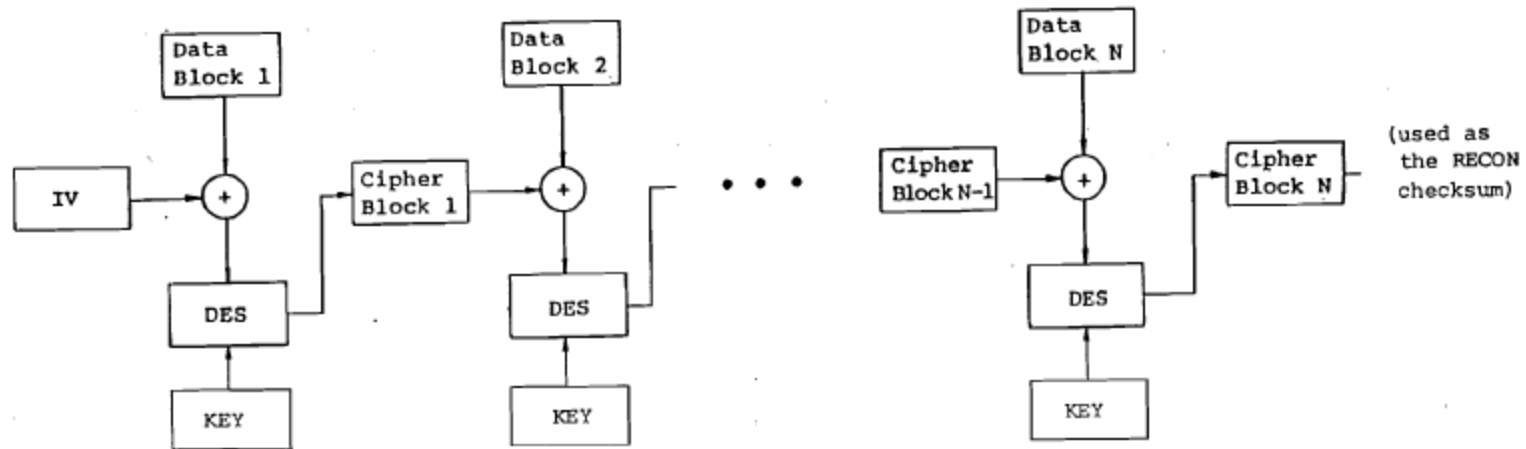 Data
Block 1
Data
Block 2
Data
Block N
IV
+
Cipher
Block 1
+
Cipher
Block N-1
+
Cipher
Block N
(used as
the RECON
checksum)
DES
DES
DES
KEY
KEY
KEY